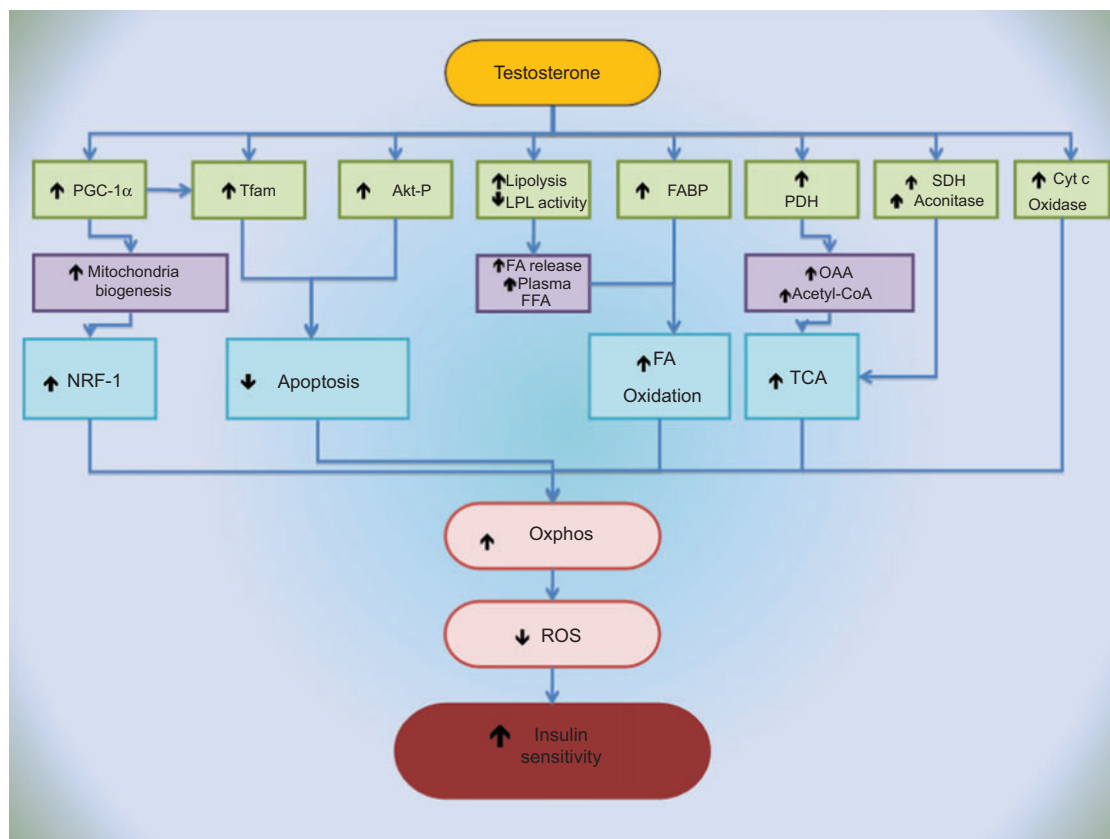 Testosterone
PGC-1α
Tfam
Akt-P
Lipolysis
LPL activity
FABP
PDH
SDH
Aconitase
Cyt c
Oxidase
Mitochondria
biogenesis
FA release
Plasma
FFA
OAA
Acetyl-CoA
NRF-1
Apoptosis
FA
Oxidation
TCA
Oxphos
ROS
Insulin
sensitivity